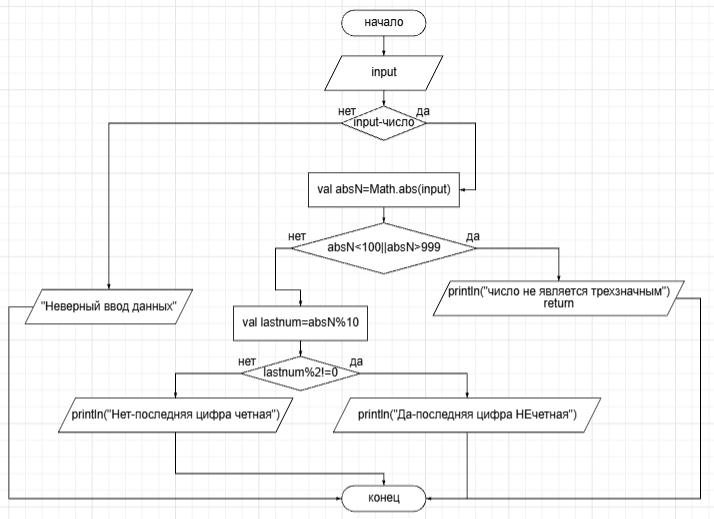 начало
input
нет
да
input-число
val absN=Math.abs(input)
нет
да
absN<100||absN>999
"Неверный ввод данных"
println("число не является трехзначным")
return
val lastnum=absN%10
нет
да
lastnum%2!=0
println("Нет-последняя цифра четная")
println("Да-последняя цифра НЕчетная")
конец